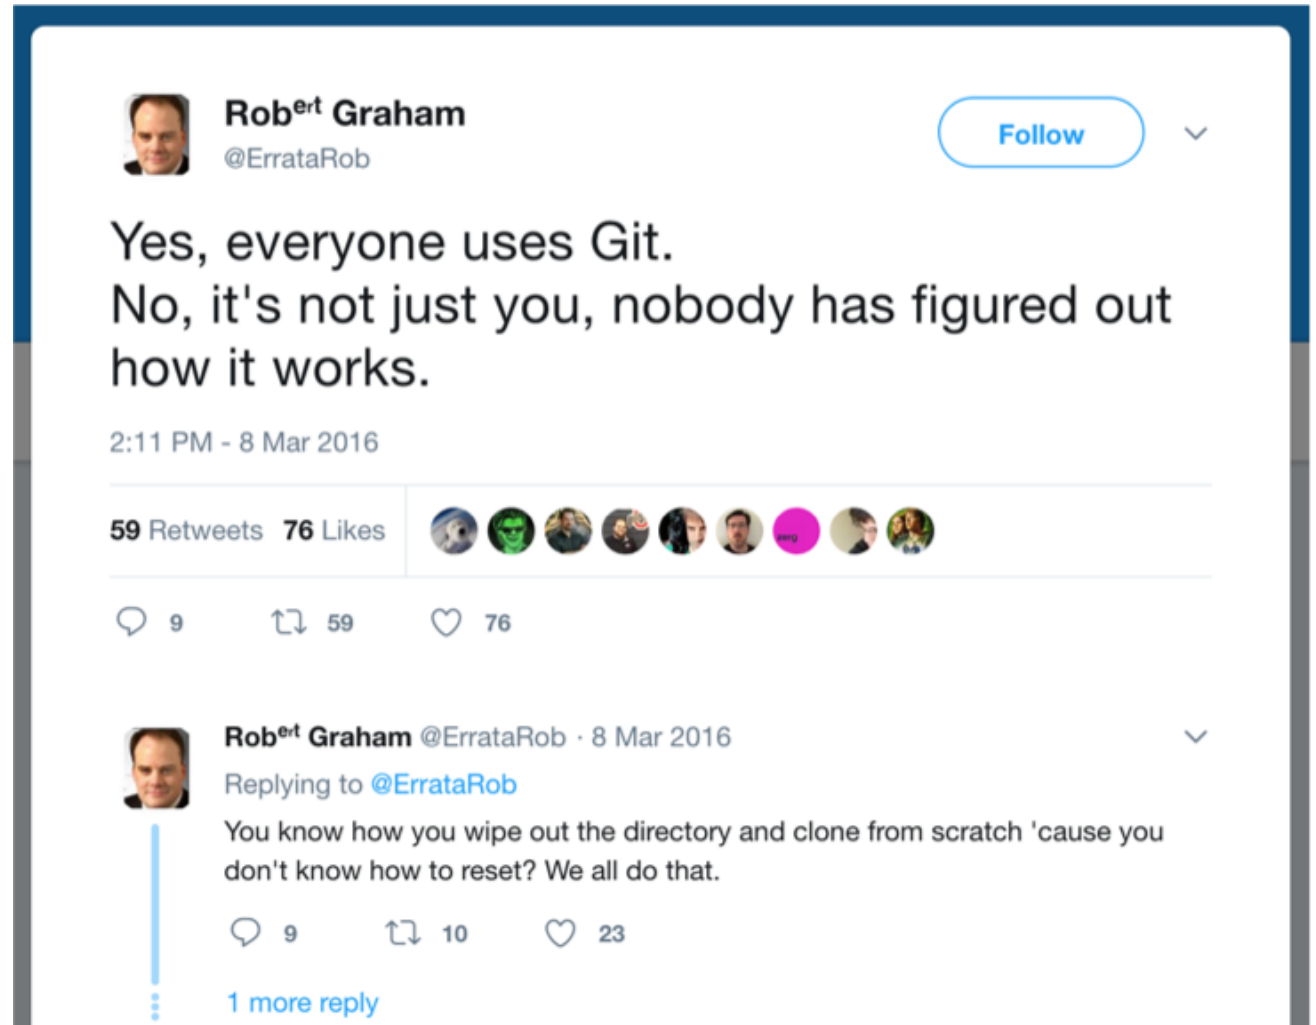 Robᵉʳᵗ Graham
@ErrataRob
Follow
Yes, everyone uses Git.
No, it's not just you, nobody has figured out
how it works.
2:11 PM - 8 Mar 2016
59 Retweets 76 Likes
zerg
9 59 76
Robᵉʳᵗ Graham @ErrataRob · 8 Mar 2016
Replying to @ErrataRob
You know how you wipe out the directory and clone from scratch 'cause you
don't know how to reset? We all do that.
9 10 23
1 more reply